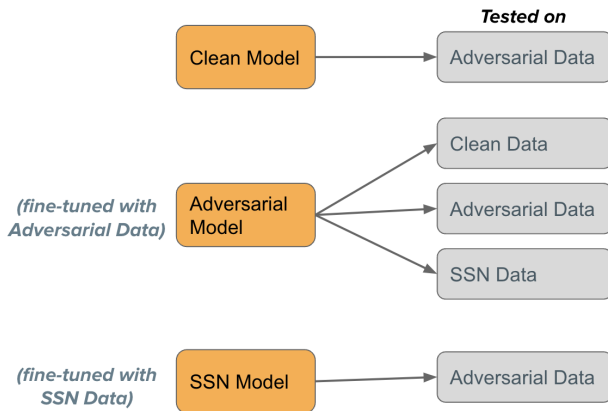 Tested on
Clean Model
Adversarial Data
Clean Data
(fine-tuned with
Adversarial Data)
Adversarial
Model
Adversarial Data
SSN Data
(fine-tuned with
SSN Data)
SSN Model
Adversarial Data